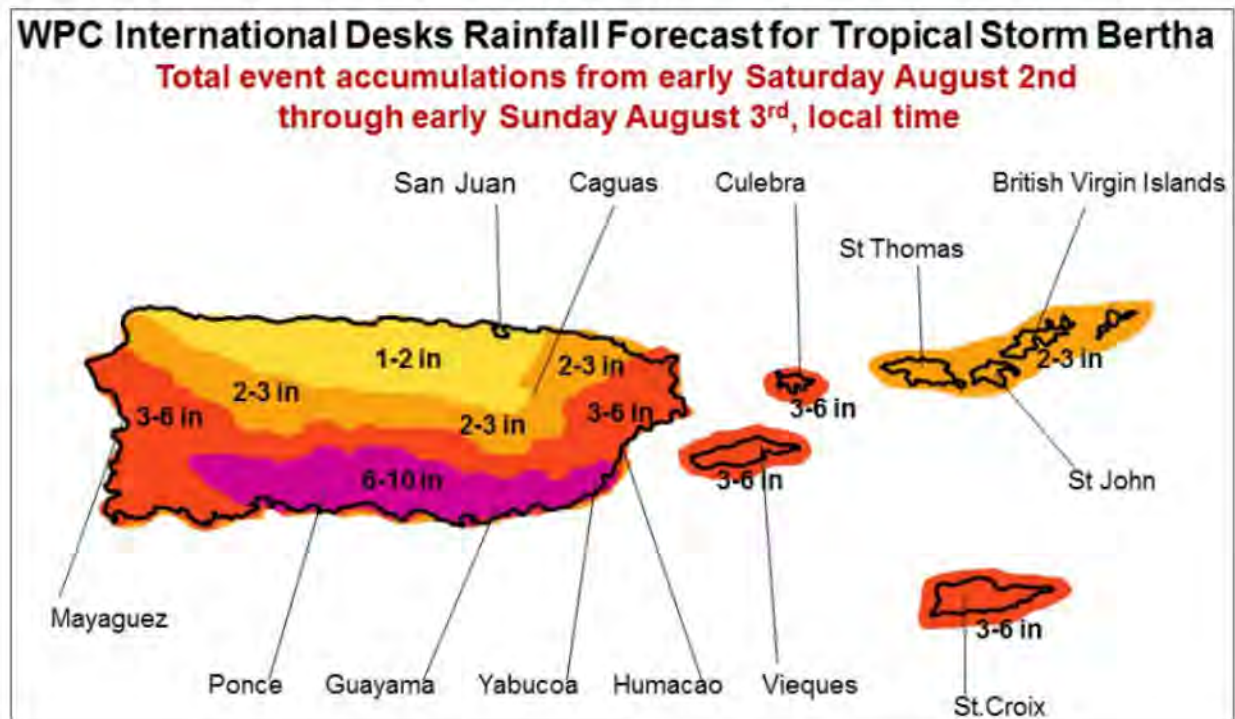 WPC International Desks Rainfall Forecast for Tropical Storm Bertha
Total event accumulations from early Saturday August 2nd
through early Sunday August 3rd, local time
San Juan
Caguas
Culebra
British Virgin Islands
St Thomas
1-2 in
2-3 in
2-3 in
2-3 in
3-6 in
3-6 in
3-6 in
2-3 in
6-10 in
3-6 in
St John
Mayaguez
3-6 in
Ponce
Guayama
Yabucoa
Humacao
Vieques
St.Croix